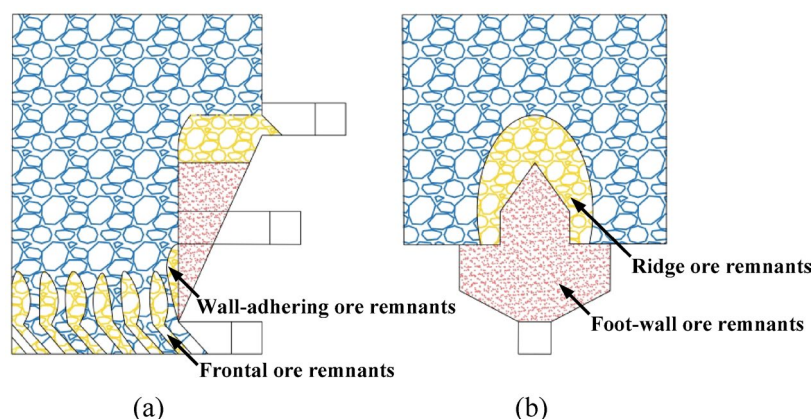 Wall-adhering ore remnants
Frontal ore remnants
Ridge ore remnants
Foot-wall ore remnants
(a)
(b)